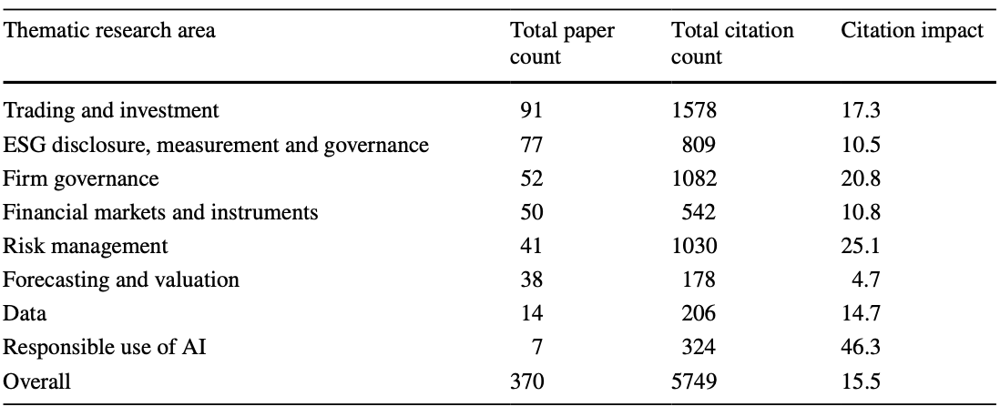 Thematic research area Total paper count Total citation count Citation impact
Trading and investment 91 1578 17.3
ESG disclosure, measurement and governance 77 809 10.5
Firm governance 52 1082 20.8
Financial markets and instruments 50 542 10.8
Risk management 41 1030 25.1
Forecasting and valuation 38 178 4.7
Data 14 206 14.7
Responsible use of AI 7 324 46.3
Overall 370 5749 15.5